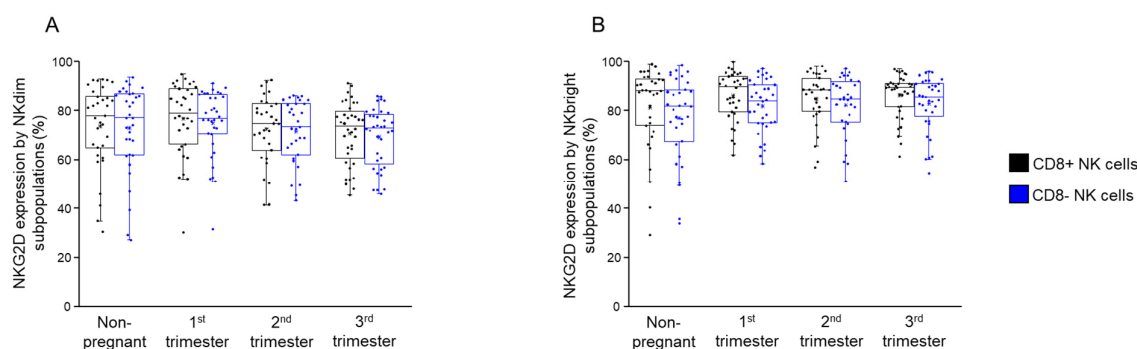 A
NKG2D expression by NKdim
subpopulations (%)
100
80
60
40
20
0
Non-
pregnant
1st
trimester
2nd
trimester
3rd
trimester
B
NKG2D expression by NKbright
subpopulations (%)
100
80
60
40
20
0
Non-
pregnant
1st
trimester
2nd
trimester
3rd
trimester
CD8+ NK cells
CD8- NK cells